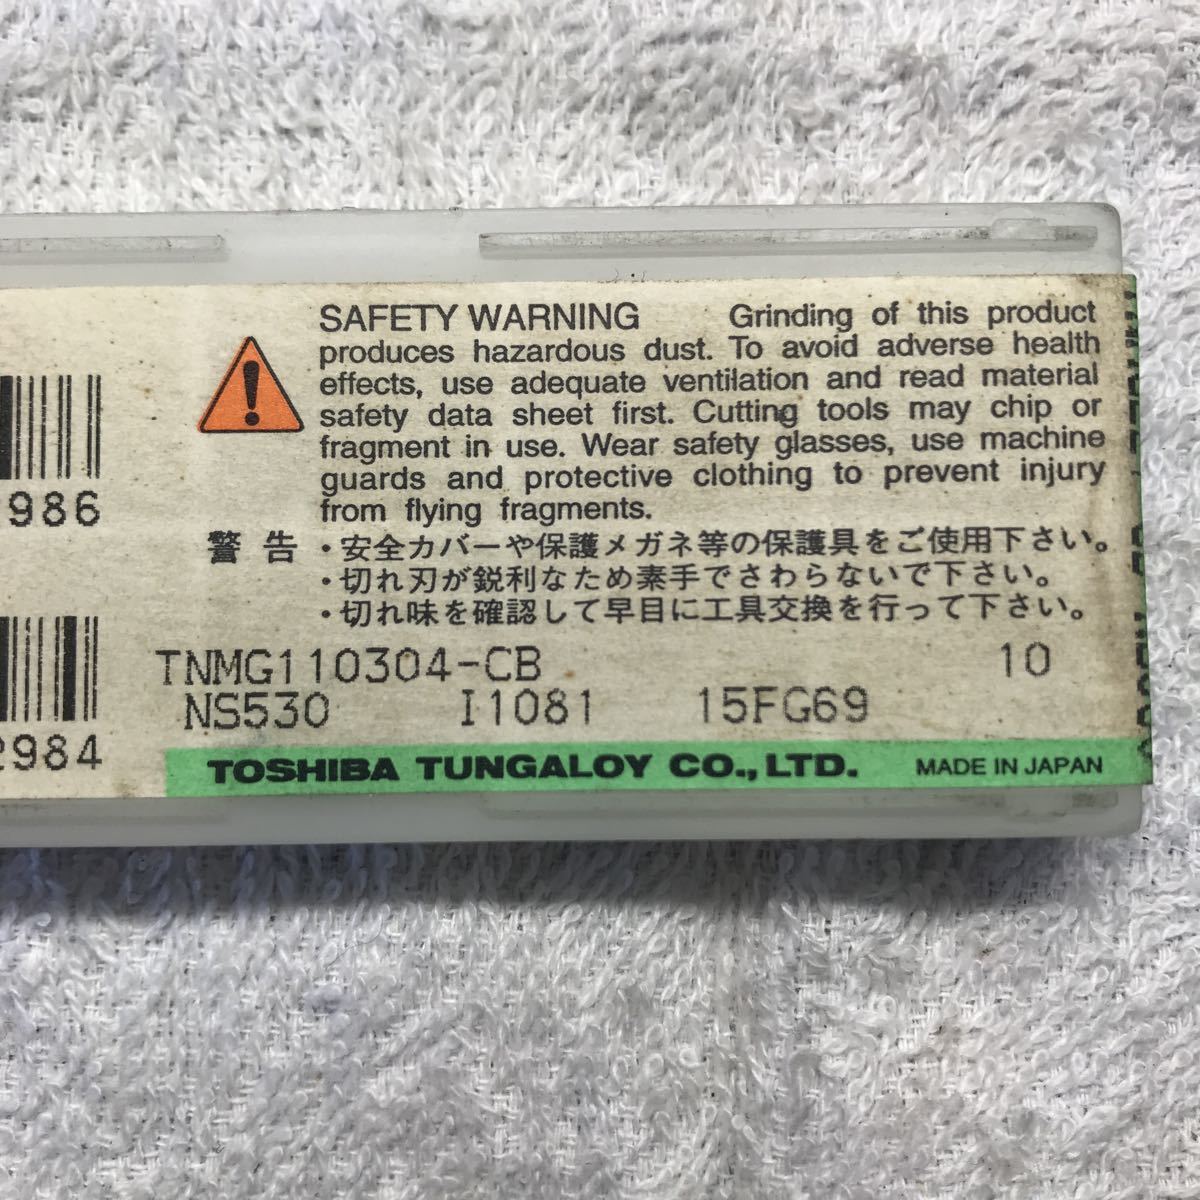 SAFETY WARNING Grinding of this product
produces hazardous dust. To avoid adverse health
effects, use adequate ventilation and read material
safety data sheet first. Cutting tools may chip or
fragment in use. Wear safety glasses, use machine
guards and protective clothing to prevent injury
from flying fragments.
警告 ・安全カバーや保護メガネ等の保護具をご使用下さい。
・切れ刃が鋭利なため素手でさわらないで下さい。
・切れ味を確認して早目に工具交換を行って下さい。
986
TNMG110304-CB 10
NS530 I1081 15FG69
2984
TOSHIBA TUNGALOY CO., LTD. MADE IN JAPAN